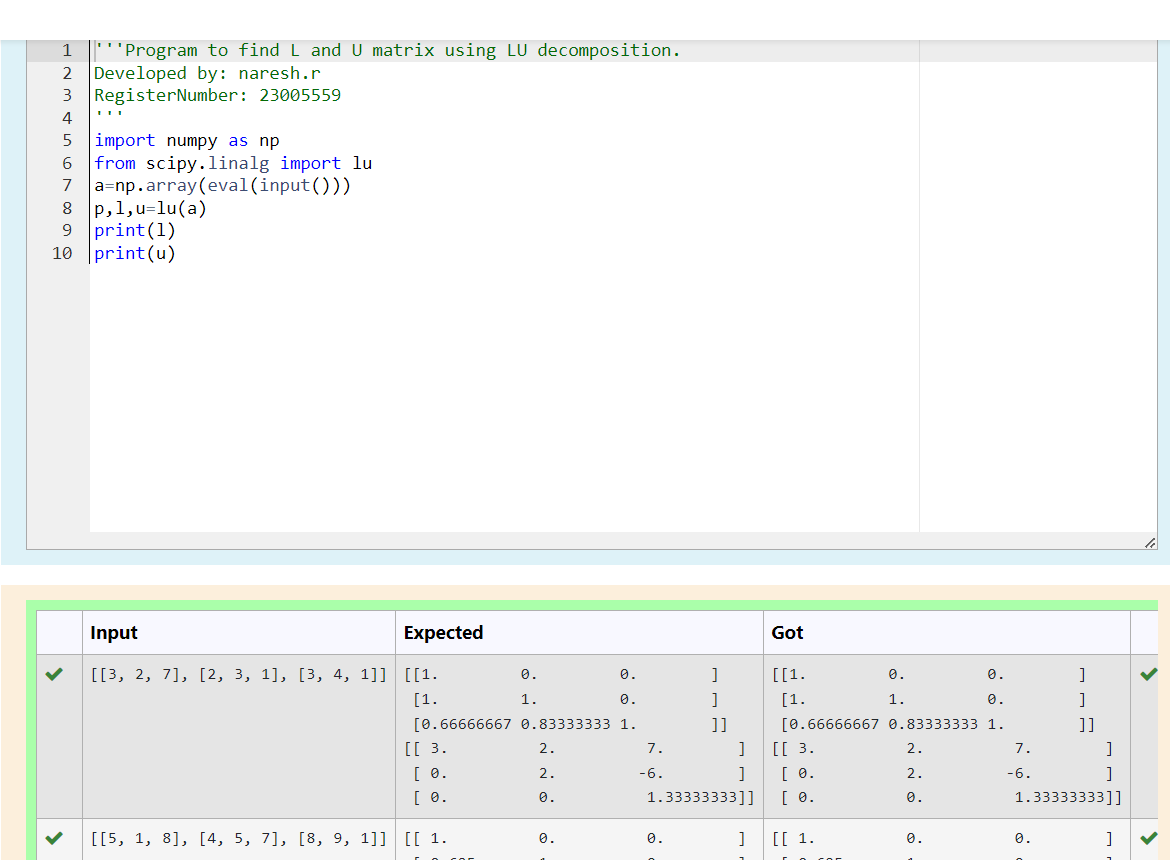 1 '''Program to find L and U matrix using LU decomposition.
2 Developed by: naresh.r
3 RegisterNumber: 23005559
4 '''
5 import numpy as np
6 from scipy.linalg import lu
7 a=np.array(eval(input()))
8 p,l,u=lu(a)
9 print(l)
10 print(u)
Input Expected Got
[[3, 2, 7], [2, 3, 1], [3, 4, 1]] [[1. 0. 0. ] [[1. 0. 0. ]
[1. 1. 0. ] [1. 1. 0. ]
[0.66666667 0.83333333 1. ]] [0.66666667 0.83333333 1. ]]
[[ 3. 2. 7. ] [[ 3. 2. 7. ]
[ 0. 2. -6. ] [ 0. 2. -6. ]
[ 0. 0. 1.33333333]] [ 0. 0. 1.33333333]]
[[5, 1, 8], [4, 5, 7], [8, 9, 1]] [[ 1. 0. 0. ] [[ 1. 0. 0. ]